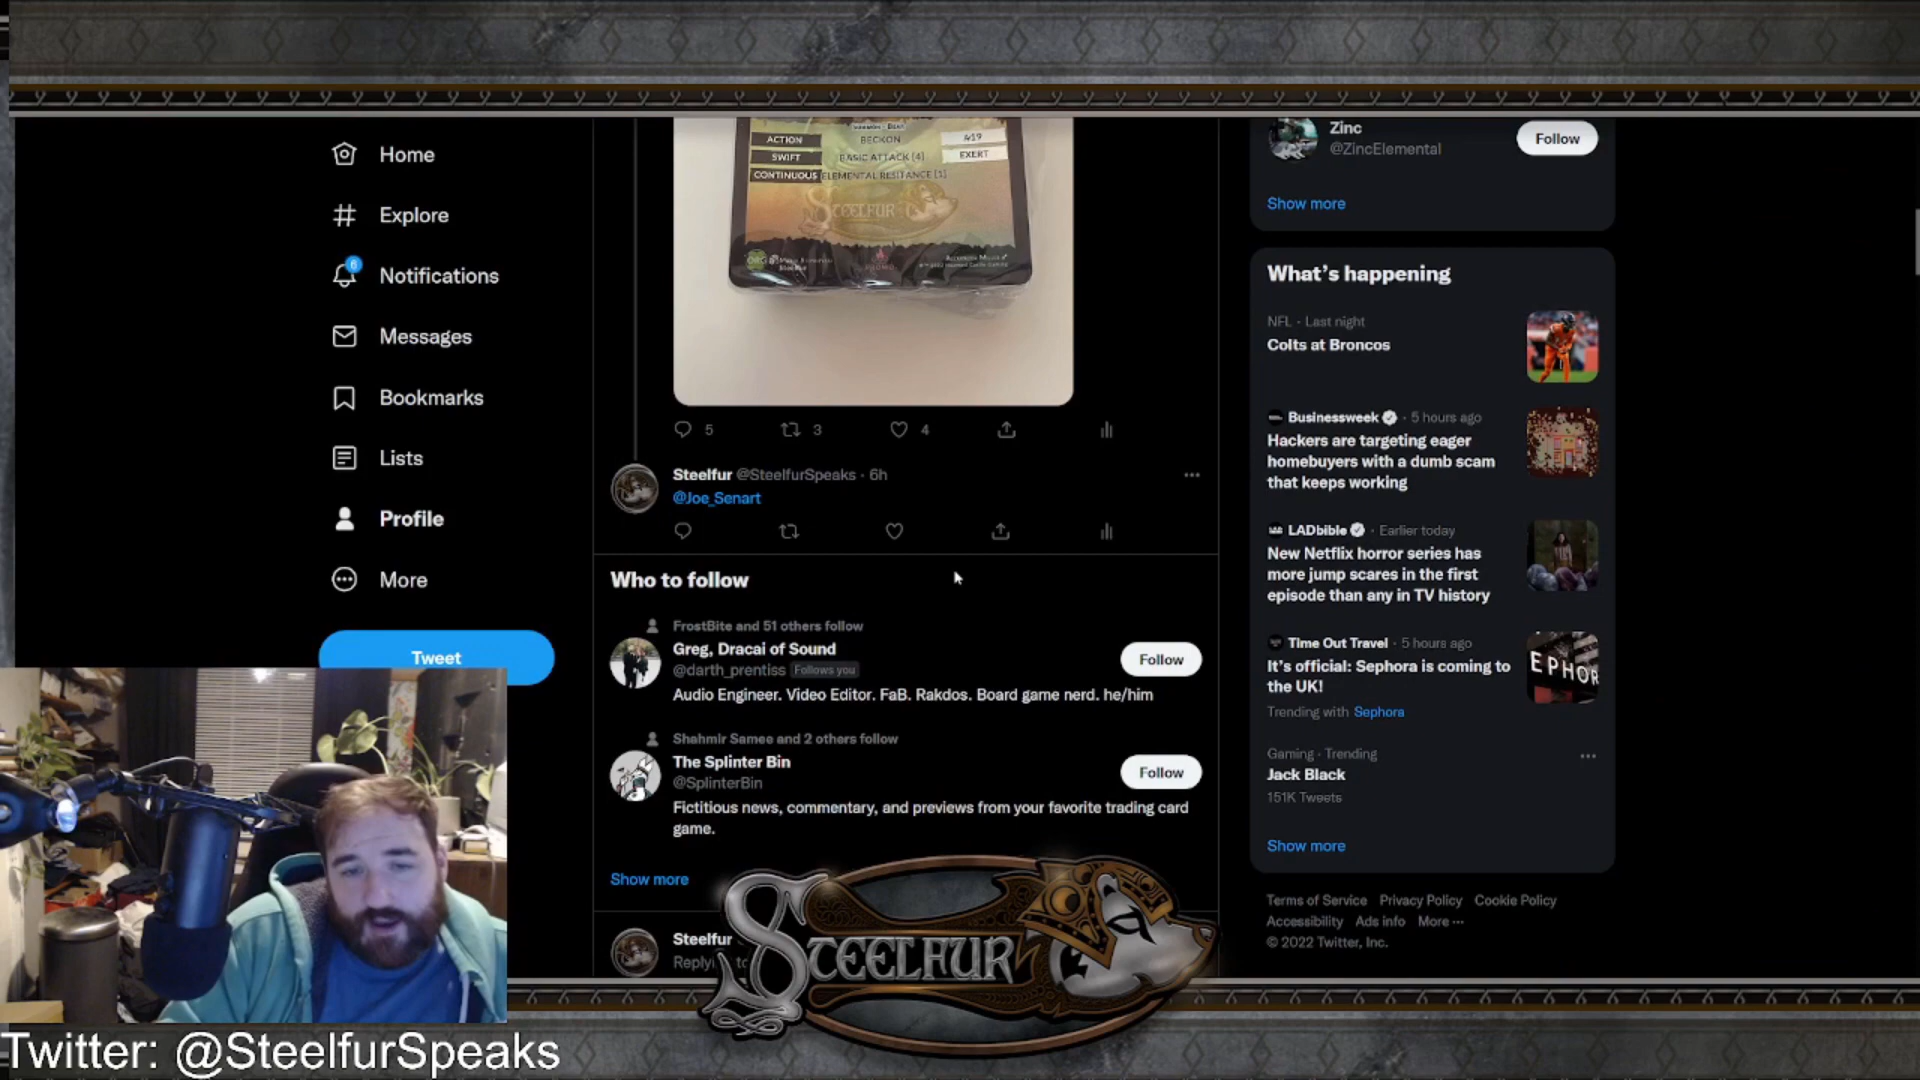 Home
Explore
6
Notifications
Messages
Bookmarks
Lists
Profile
More
Tweet
ACTION BECKON 419
SWIFT BASIC ATTACK [4] EXERT
CONTINUOUS ELEMENTAL RESITANCE [1]
STEELFUR
5 3 4
Steelfur @SteelfurSpeaks · 6h
@Joe_Senart
Who to follow
FrostBite and 51 others follow
Greg, Dracai of Sound
@darth_prentiss Follows you
Follow
Audio Engineer. Video Editor. FaB. Rakdos. Board game nerd. he/him
Shahmir Samee and 2 others follow
The Splinter Bin
@SplinterBin
Follow
Fictitious news, commentary, and previews from your favorite trading card
game.
Show more
Steelfur
Zinc
@ZincElemental
Follow
Show more
What's happening
NFL · Last night
Colts at Broncos
Businessweek · 5 hours ago
Hackers are targeting eager
homebuyers with a dumb scam
that keeps working
LADbible · Earlier today
New Netflix horror series has
more jump scares in the first
episode than any in TV history
Time Out Travel · 5 hours ago
It's official: Sephora is coming to
the UK!
EPHOR
Trending with Sephora
Gaming · Trending
Jack Black
151K Tweets
Show more
Terms of Service Privacy Policy Cookie Policy
Accessibility Ads info More ···
© 2022 Twitter, Inc.
STEELFUR
Twitter: @SteelfurSpeaks